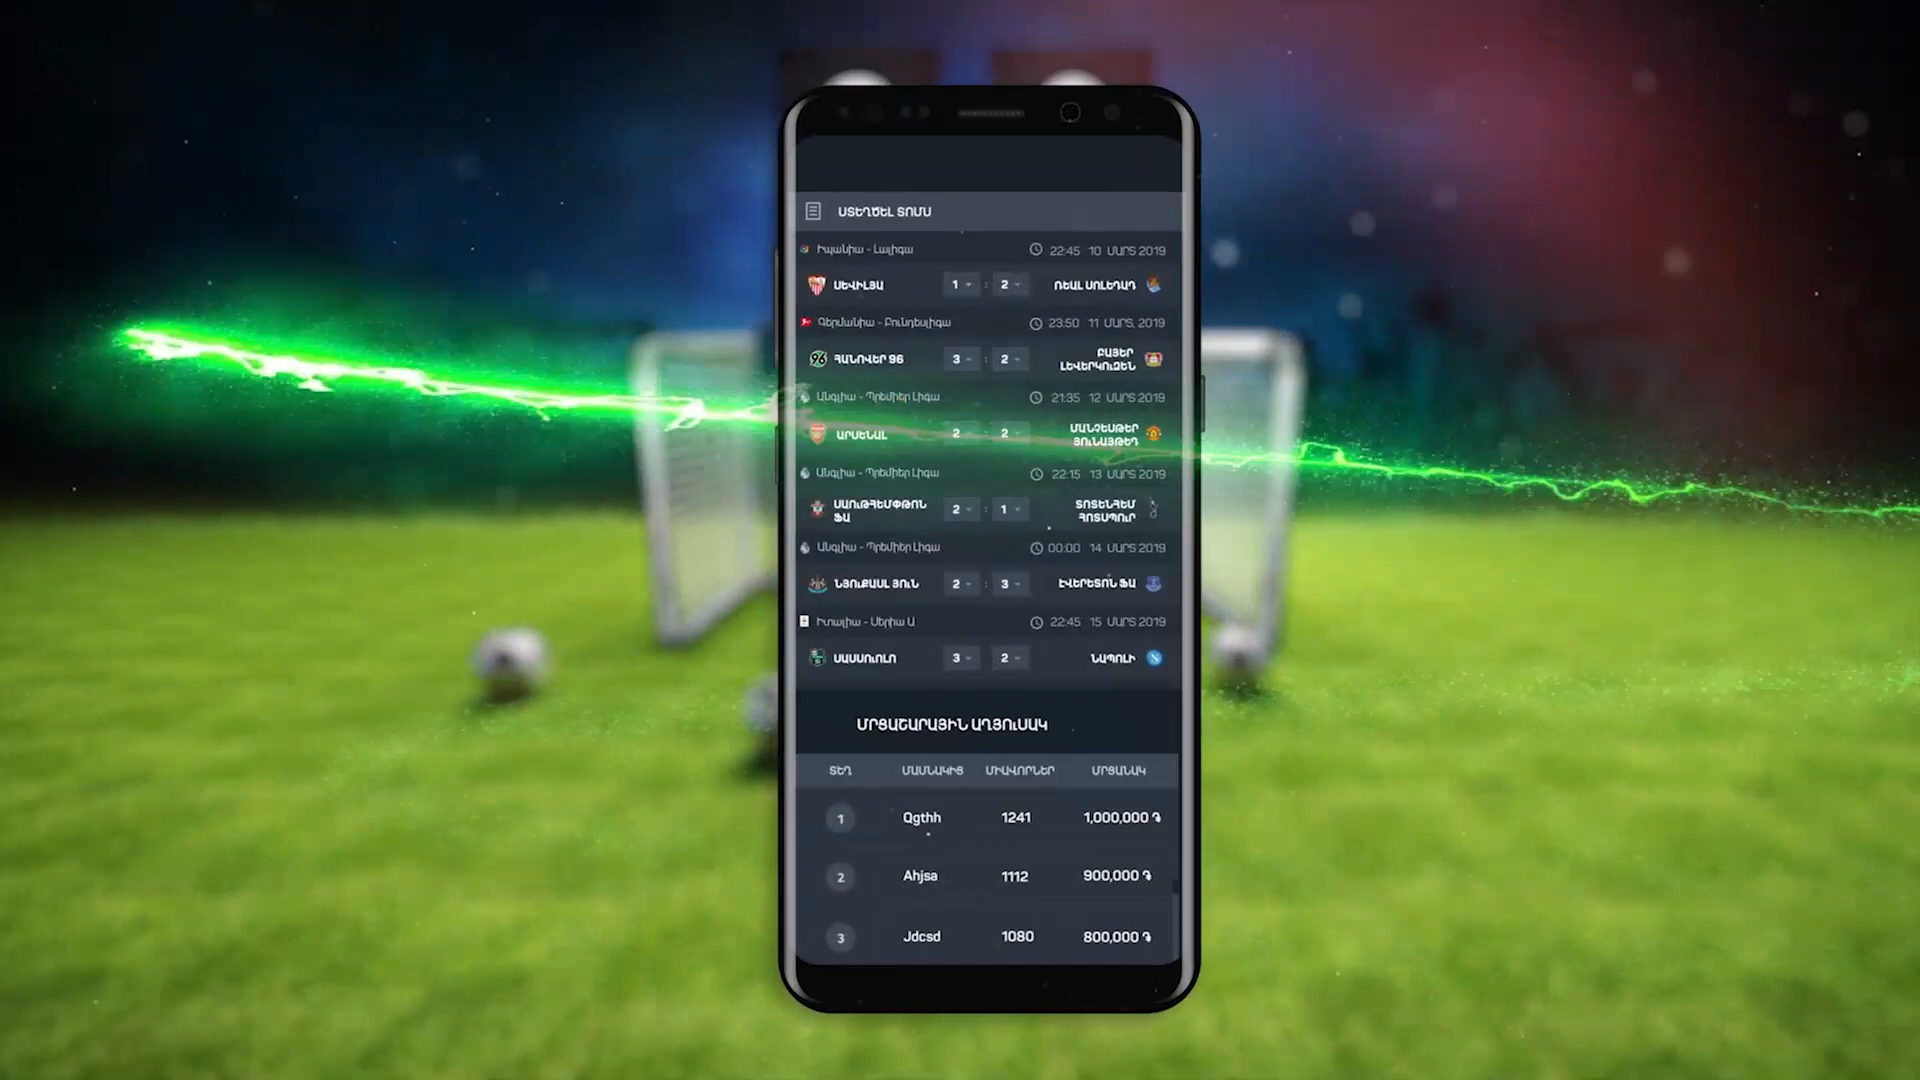 ՍՏԵՂԾԵԼ ՏՈՄՍ
Իսպանիա - Լալիգա 22:45 10 ՄԱՐՏ 2019
ՍԵՎԻԼՅԱ 1 : 2 ՌԵԱԼ ՍՈՍԵԴԱԴ
Գերմանիա - Բունդեսլիգա 23:50 11 ՄԱՐՏ, 2019
ՀԱՆՈՎԵՐ 96 3 : 2 ԲԱՅԵՐ
ԼԵՎԵՐԿՈւԶԵՆ
Անգլիա - Պրեմիեր Լիգա 21:35 12 ՄԱՐՏ 2019
ԱՐՍԵՆԱԼ 2 : 2 ՄԱՆՉԵՍԹԵՐ
ՅՈւՆԱՅԹԵԴ
Անգլիա - Պրեմիեր Լիգա 22:15 13 ՄԱՐՏ 2019
ՍԱՈւԹՀԵՄՓԹՈՆ
ՖԱ 2 : 1 ՏՈՏԵՆՀԵՄ
ՀՈՏՍՊՈւՐ
Անգլիա - Պրեմիեր Լիգա 00:00 14 ՄԱՐՏ 2019
ՆՅՈւՔԱՍԼ ՅՈւՆ 2 : 3 ԷՎԵՐԵՏՈՆ ՖԱ
Իտալիա - Սերիա Ա 22:45 15 ՄԱՐՏ 2019
ՍԱՍՍՈւՈԼՈ 3 : 2 ՆԱՊՈԼԻ
ՄՐՑԱՇԱՐԱՅԻՆ ԱՂՅՈւՍԱԿ
ՏԵՂ ՄԱՍՆԱԿԻՑ ՄԻԱՎՈՐՆԵՐ ՄՐՑԱՆԱԿ
1 Qgthh 1241 1,000,000 ֏
2 Ahjsa 1112 900,000 ֏
3 Jdcsd 1080 800,000 ֏